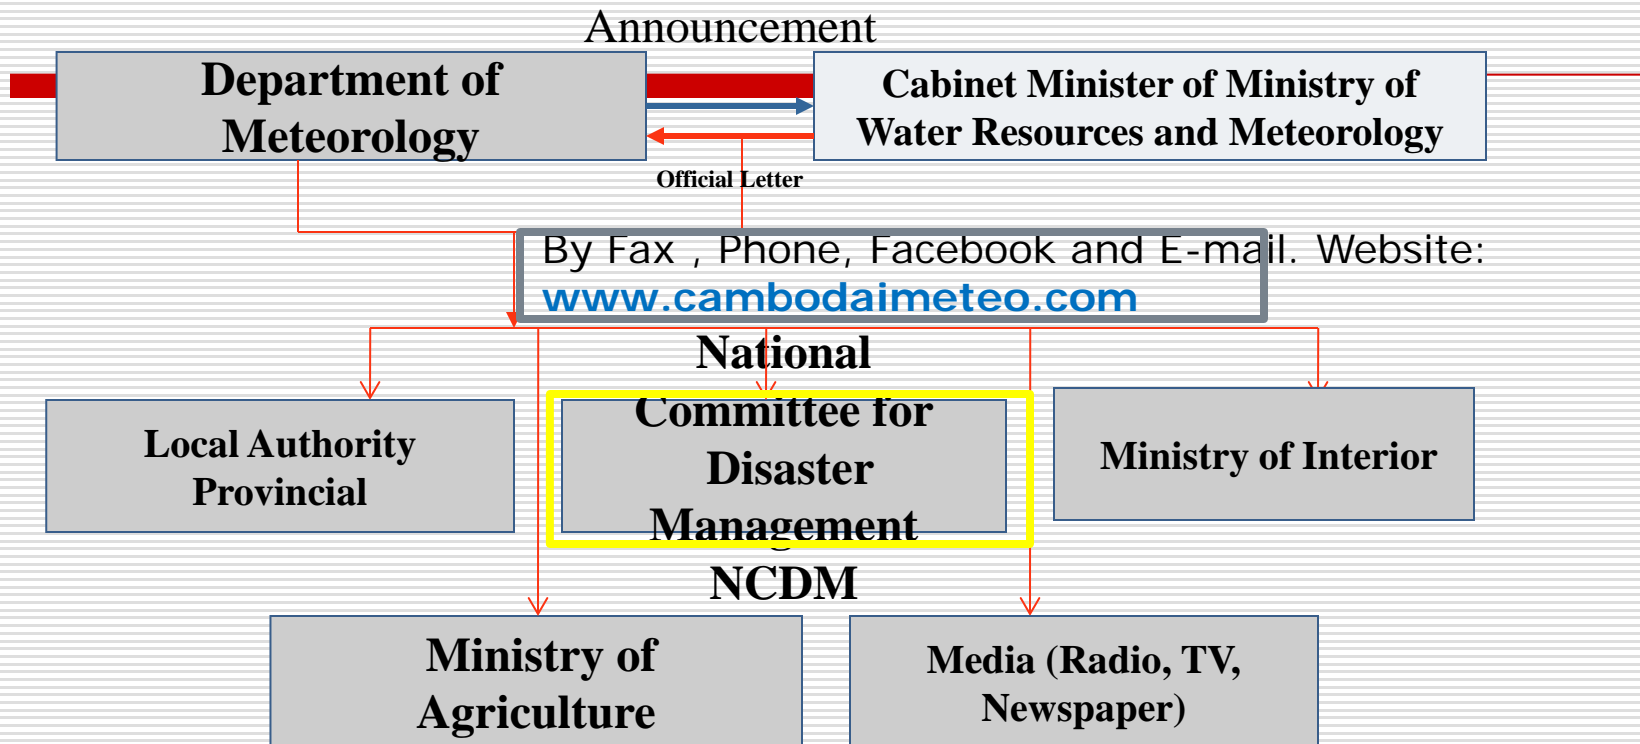 Announcement
Department of
Meteorology
Cabinet Minister of Ministry of
Water Resources and Meteorology
Official Letter
By Fax , Phone, Facebook and E-mail. Website:
www.cambodaimeteo.com
Local Authority
Provincial
National
Committee for
Disaster
Management
NCDM
Ministry of Interior
Ministry of
Agriculture
Media (Radio, TV,
Newspaper)